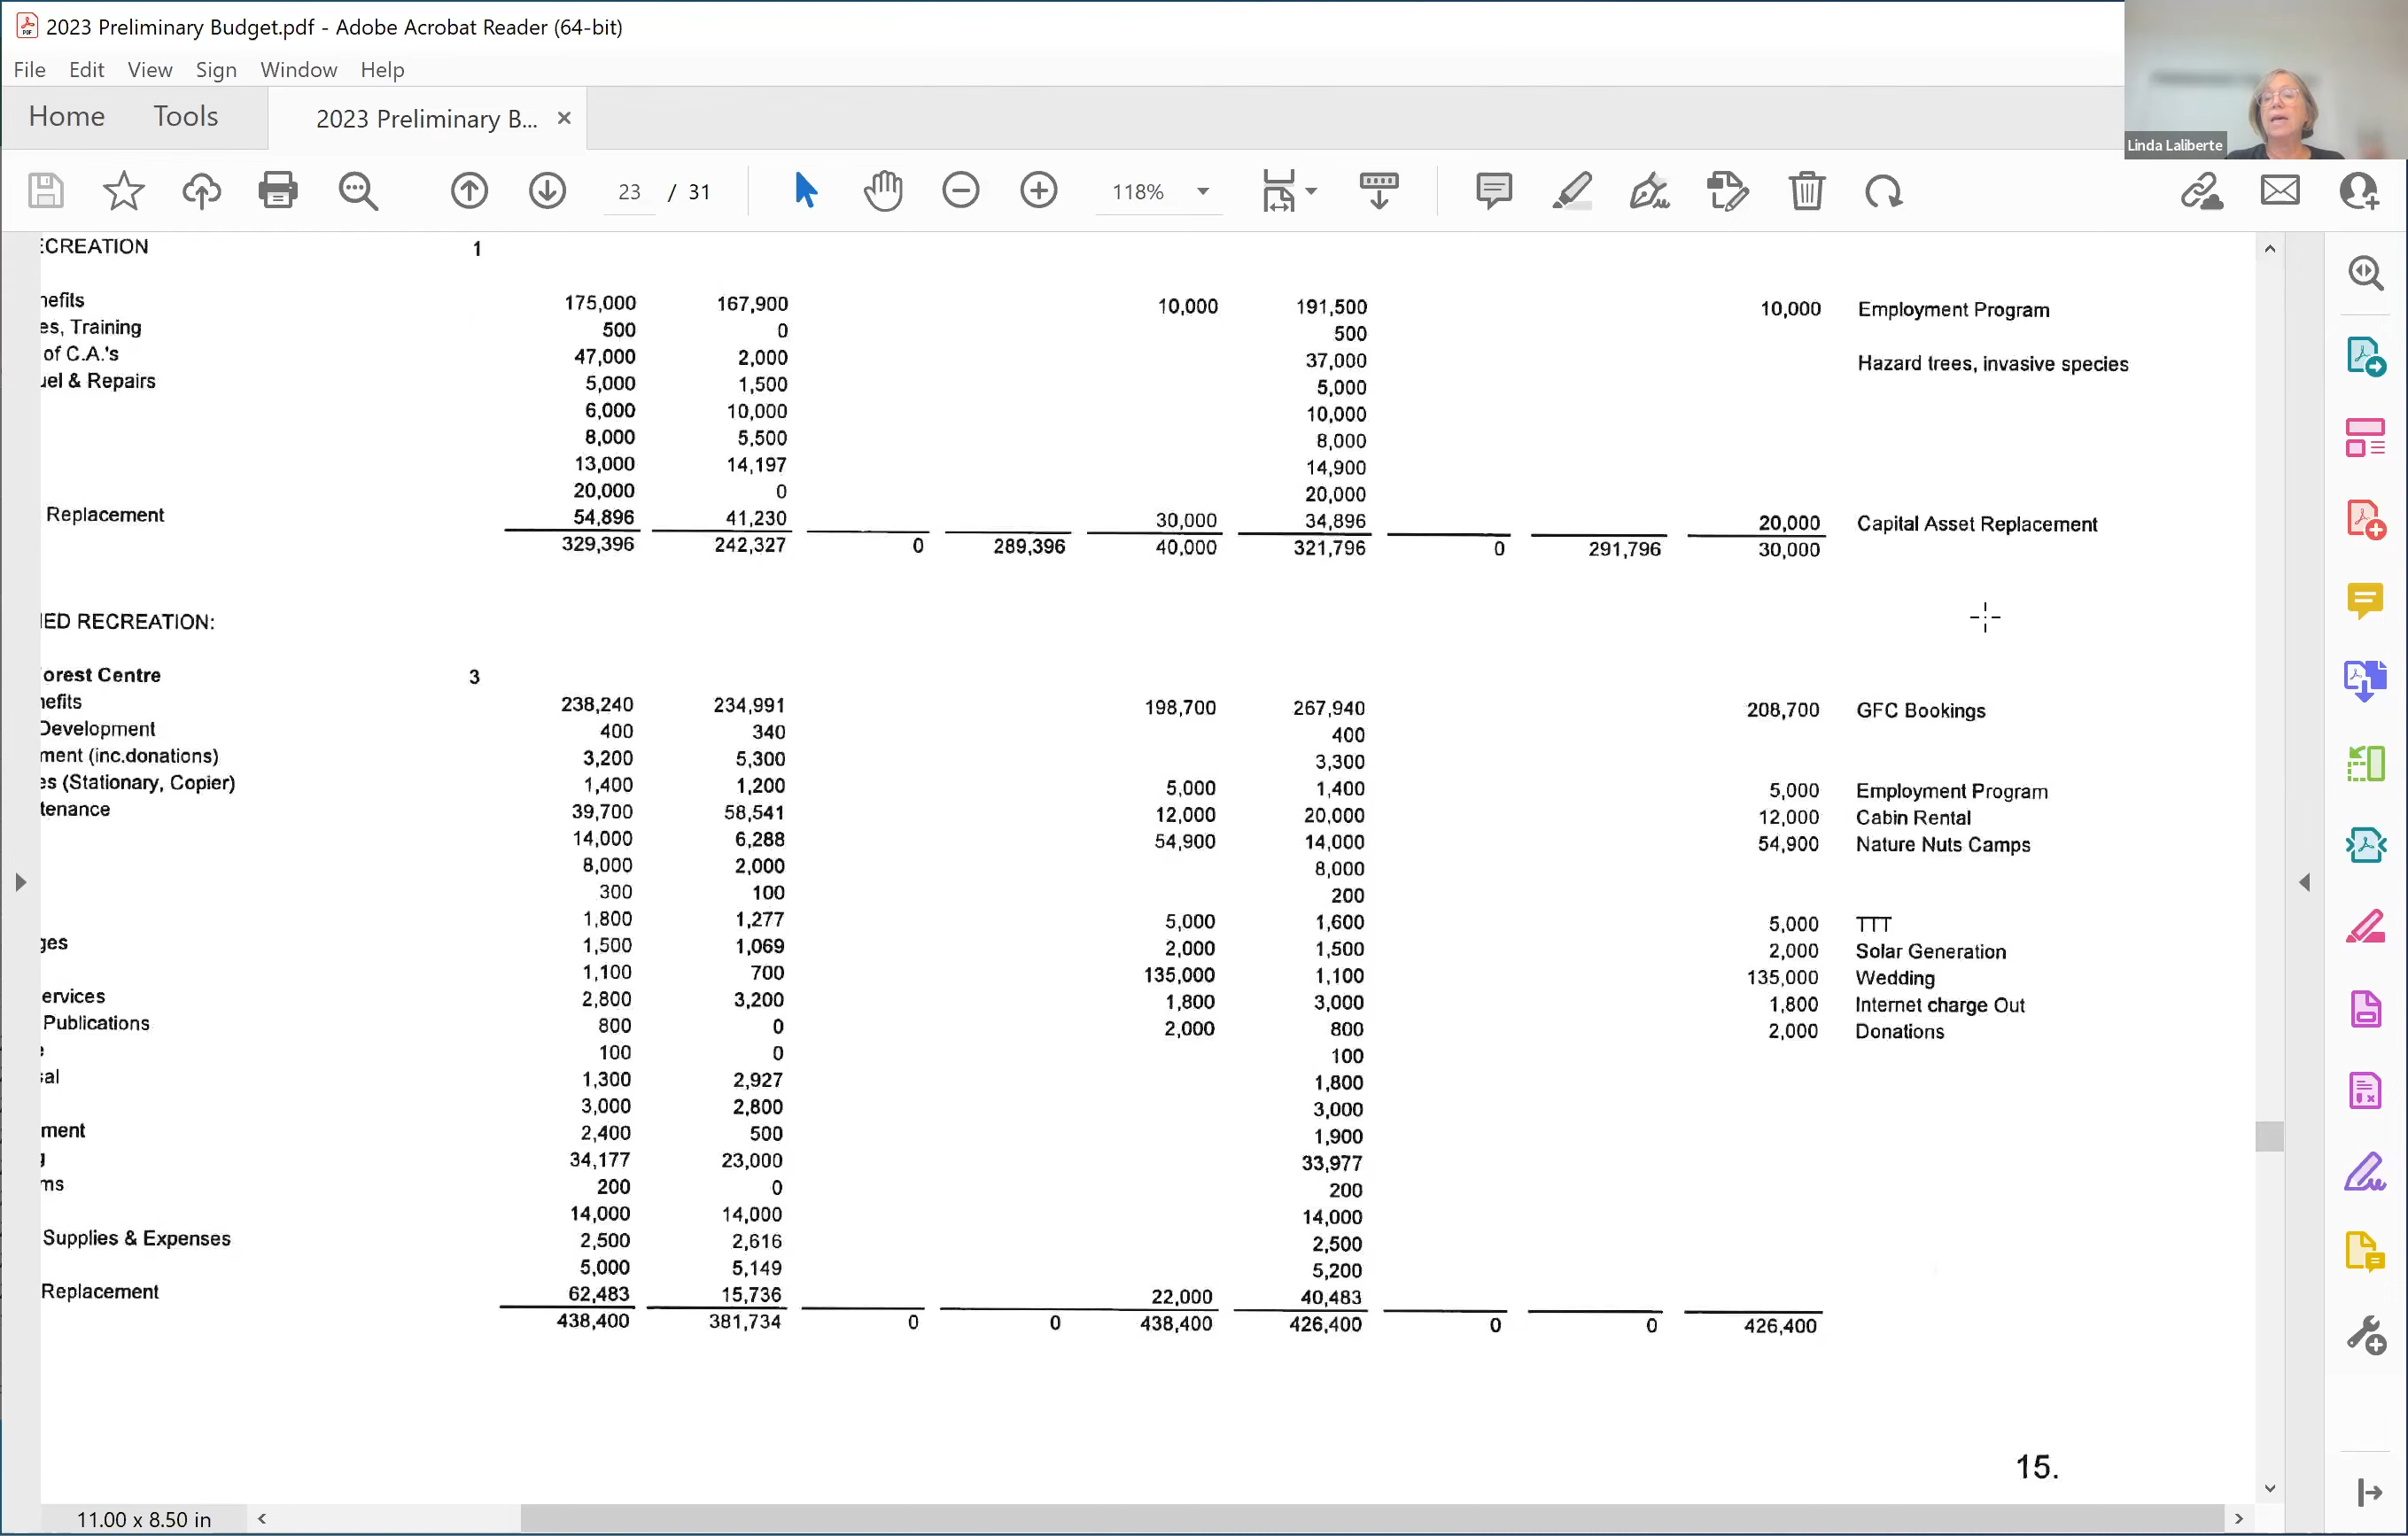 2023 Preliminary Budget.pdf - Adobe Acrobat Reader (64-bit)
File Edit View Sign Window Help
Home Tools 2023 Preliminary B... ×
Linda Laliberte
23 / 31 118%
ECREATION 1
nefits 175,000 167,900 10,000 191,500 10,000 Employment Program
es, Training 500 0 500
of C.A.'s 47,000 2,000 37,000 Hazard trees, invasive species
uel & Repairs 5,000 1,500 5,000
6,000 10,000 10,000
8,000 5,500 8,000
13,000 14,197 14,900
20,000 0 20,000
Replacement 54,896 41,230 30,000 34,896 20,000 Capital Asset Replacement
329,396 242,327 0 289,396 40,000 321,796 0 291,796 30,000
IED RECREATION:
orest Centre 3
nefits 238,240 234,991 198,700 267,940 208,700 GFC Bookings
Development 400 340 400
ment (inc.donations) 3,200 5,300 3,300
es (Stationary, Copier) 1,400 1,200 5,000 1,400 5,000 Employment Program
tenance 39,700 58,541 12,000 20,000 12,000 Cabin Rental
14,000 6,288 54,900 14,000 54,900 Nature Nuts Camps
8,000 2,000 8,000
300 100 200
1,800 1,277 5,000 1,600 5,000 TTT
ges 1,500 1,069 2,000 1,500 2,000 Solar Generation
1,100 700 135,000 1,100 135,000 Wedding
ervices 2,800 3,200 1,800 3,000 1,800 Internet charge Out
Publications 800 0 2,000 800 2,000 Donations
100 0 100
sal 1,300 2,927 1,800
3,000 2,800 3,000
ment 2,400 500 1,900
g 34,177 23,000 33,977
ms 200 0 200
14,000 14,000 14,000
Supplies & Expenses 2,500 2,616 2,500
5,000 5,149 5,200
Replacement 62,483 15,736 22,000 40,483
438,400 381,734 0 0 438,400 426,400 0 0 426,400
15.
11.00 x 8.50 in